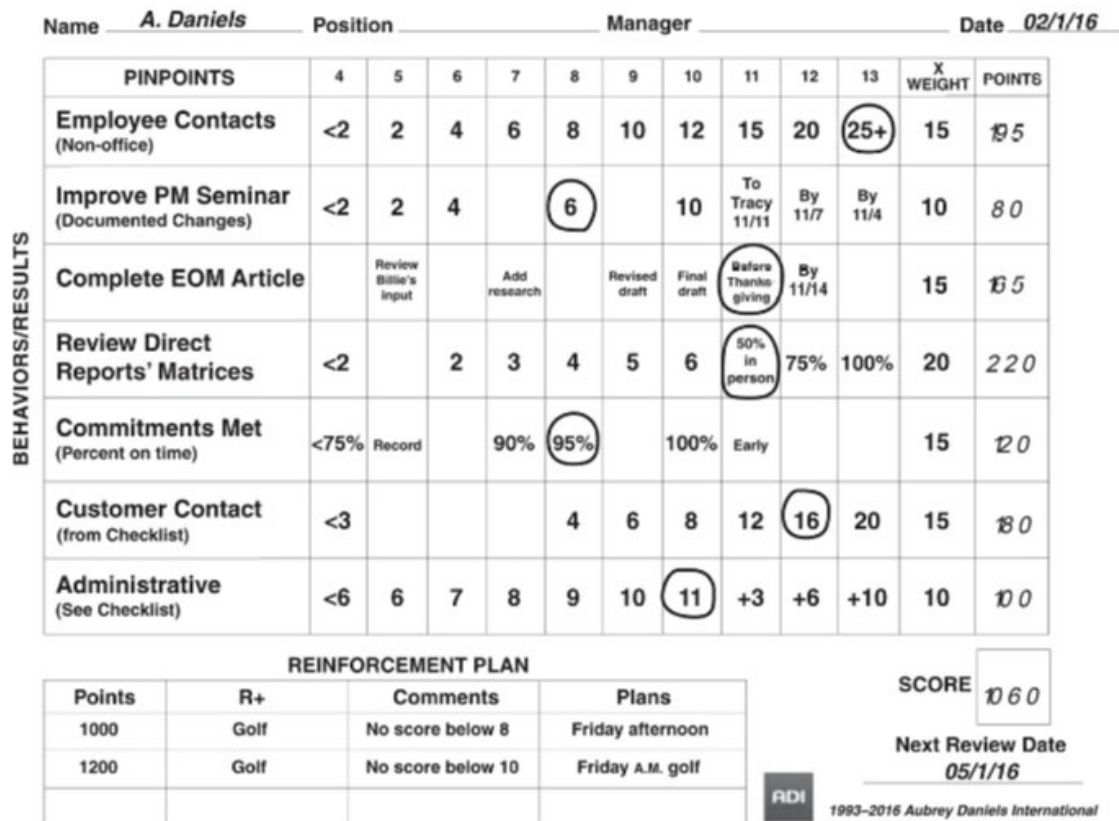 Name A. Daniels Position Manager Date 02/1/16
PINPOINTS 4 5 6 7 8 9 10 11 12 13 X WEIGHT POINTS
BEHAVIORS/RESULTS
Employee Contacts
(Non-office)
<2 2 4 6 8 10 12 15 20 25+ 15 195
Improve PM Seminar
(Documented Changes)
<2 2 4 6 10 To Tracy 11/11 By 11/7 By 11/4 10 80
Complete EOM Article
Review Billie's input Add research Revised draft Final draft Before Thanksgiving By 11/14 15 165
Review Direct
Reports' Matrices
<2 2 3 4 5 6 50% in person 75% 100% 20 220
Commitments Met
(Percent on time)
<75% Record 90% 95% 100% Early 15 120
Customer Contact
(from Checklist)
<3 4 6 8 12 16 20 15 180
Administrative
(See Checklist)
<6 6 7 8 9 10 11 +3 +6 +10 10 100
REINFORCEMENT PLAN
Points R+ Comments Plans
1000 Golf No score below 8 Friday afternoon
1200 Golf No score below 10 Friday A.M. golf
SCORE 1060
Next Review Date
05/1/16
ADI
1993–2016 Aubrey Daniels International